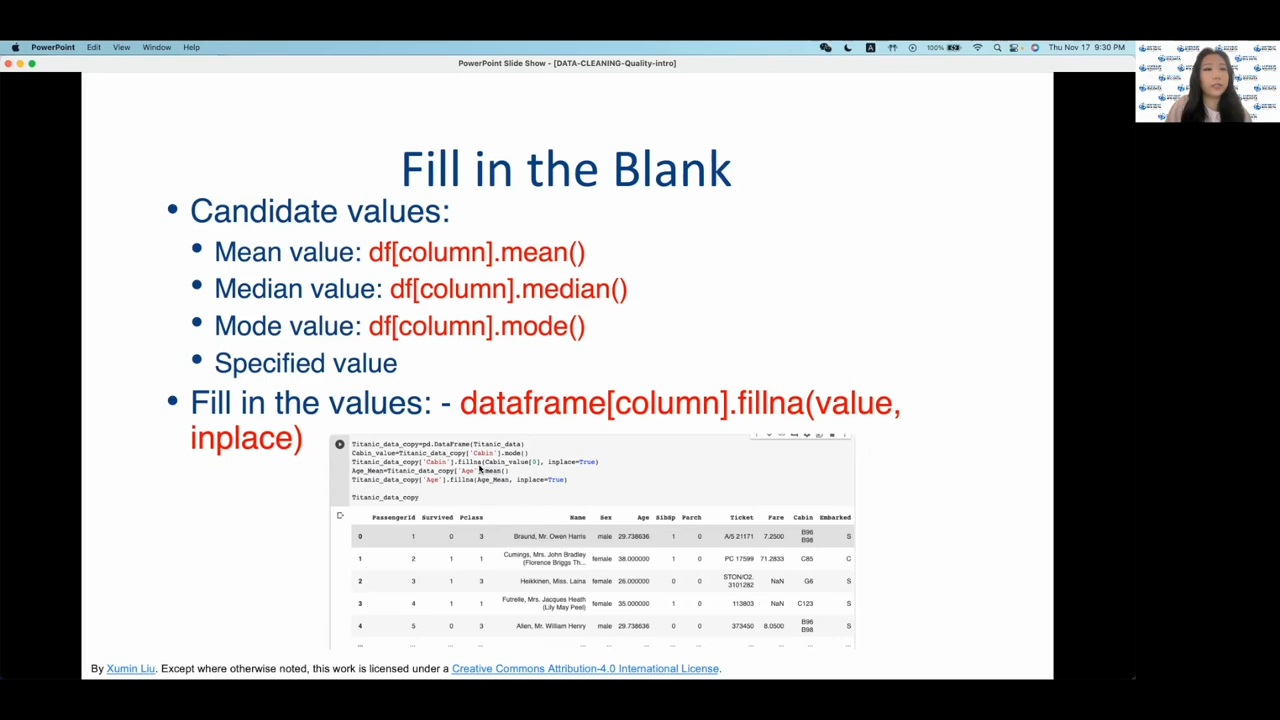 PowerPoint Edit View Window Help 100% Thu Nov 17 9:30 PM
PowerPoint Slide Show - [DATA-CLEANING-Quality-intro]
Fill in the Blank
• Candidate values:
• Mean value: df[column].mean()
• Median value: df[column].median()
• Mode value: df[column].mode()
• Specified value
• Fill in the values: - dataframe[column].fillna(value,
inplace)
Titanic_data_copy=pd.DataFrame(Titanic_data)
Cabin_value=Titanic_data_copy['Cabin'].mode()
Titanic_data_copy['Cabin'].fillna(Cabin_value[0], inplace=True)
Age_Mean=Titanic_data_copy['Age'].mean()
Titanic_data_copy['Age'].fillna(Age_Mean, inplace=True)
Titanic_data_copy
PassengerId Survived Pclass Name Sex Age SibSp Parch Ticket Fare Cabin Embarked
0 1 0 3 Braund, Mr. Owen Harris male 29.738636 1 0 A/5 21171 7.2500 B96 B98 S
1 2 1 1 Cumings, Mrs. John Bradley (Florence Briggs Th... female 38.000000 1 0 PC 17599 71.2833 C85 C
2 3 1 3 Heikkinen, Miss. Laina female 26.000000 0 0 STON/O2. 3101282 NaN G6 S
3 4 1 1 Futrelle, Mrs. Jacques Heath (Lily May Peel) female 35.000000 1 0 113803 NaN C123 S
4 5 0 3 Allen, Mr. William Henry male 29.738636 0 0 373450 8.0500 B96 B98 S
... ... ... ... ... ... ... ... ... ... ... ... ...
By Xumin Liu. Except where otherwise noted, this work is licensed under a Creative Commons Attribution-4.0 International License.